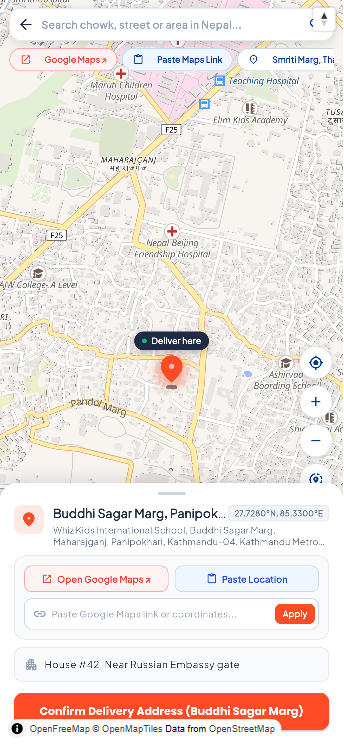 Search chowk, street or area in Nepal...
Google Maps ↗
Paste Maps Link
Smriti Marg, Tha
Maiuri Children
Hospital
Teaching Hospital
Elim Kids Academy
F25
MAHARAJGANJ
महाराजगंज
F25
Nepal Beijing
Friendship Hospital
AJW College- A Level
Deliver here
Ashirvad
Boarding School
Pandol Marg
Buddhi Sagar Marg, Panipok...
27.7280°N, 85.3300°E
Whiz Kids International School, Buddhi Sagar Marg,
Maharajganj, Panipokhari, Kathmandu-04, Kathmandu Metro...
Open Google Maps ↗
Paste Location
Paste Google Maps link or coordinates...
Apply
House #42, Near Russian Embassy gate
Confirm Delivery Address (Buddhi Sagar Marg)
OpenFreeMap © OpenMapTiles Data from OpenStreetMap